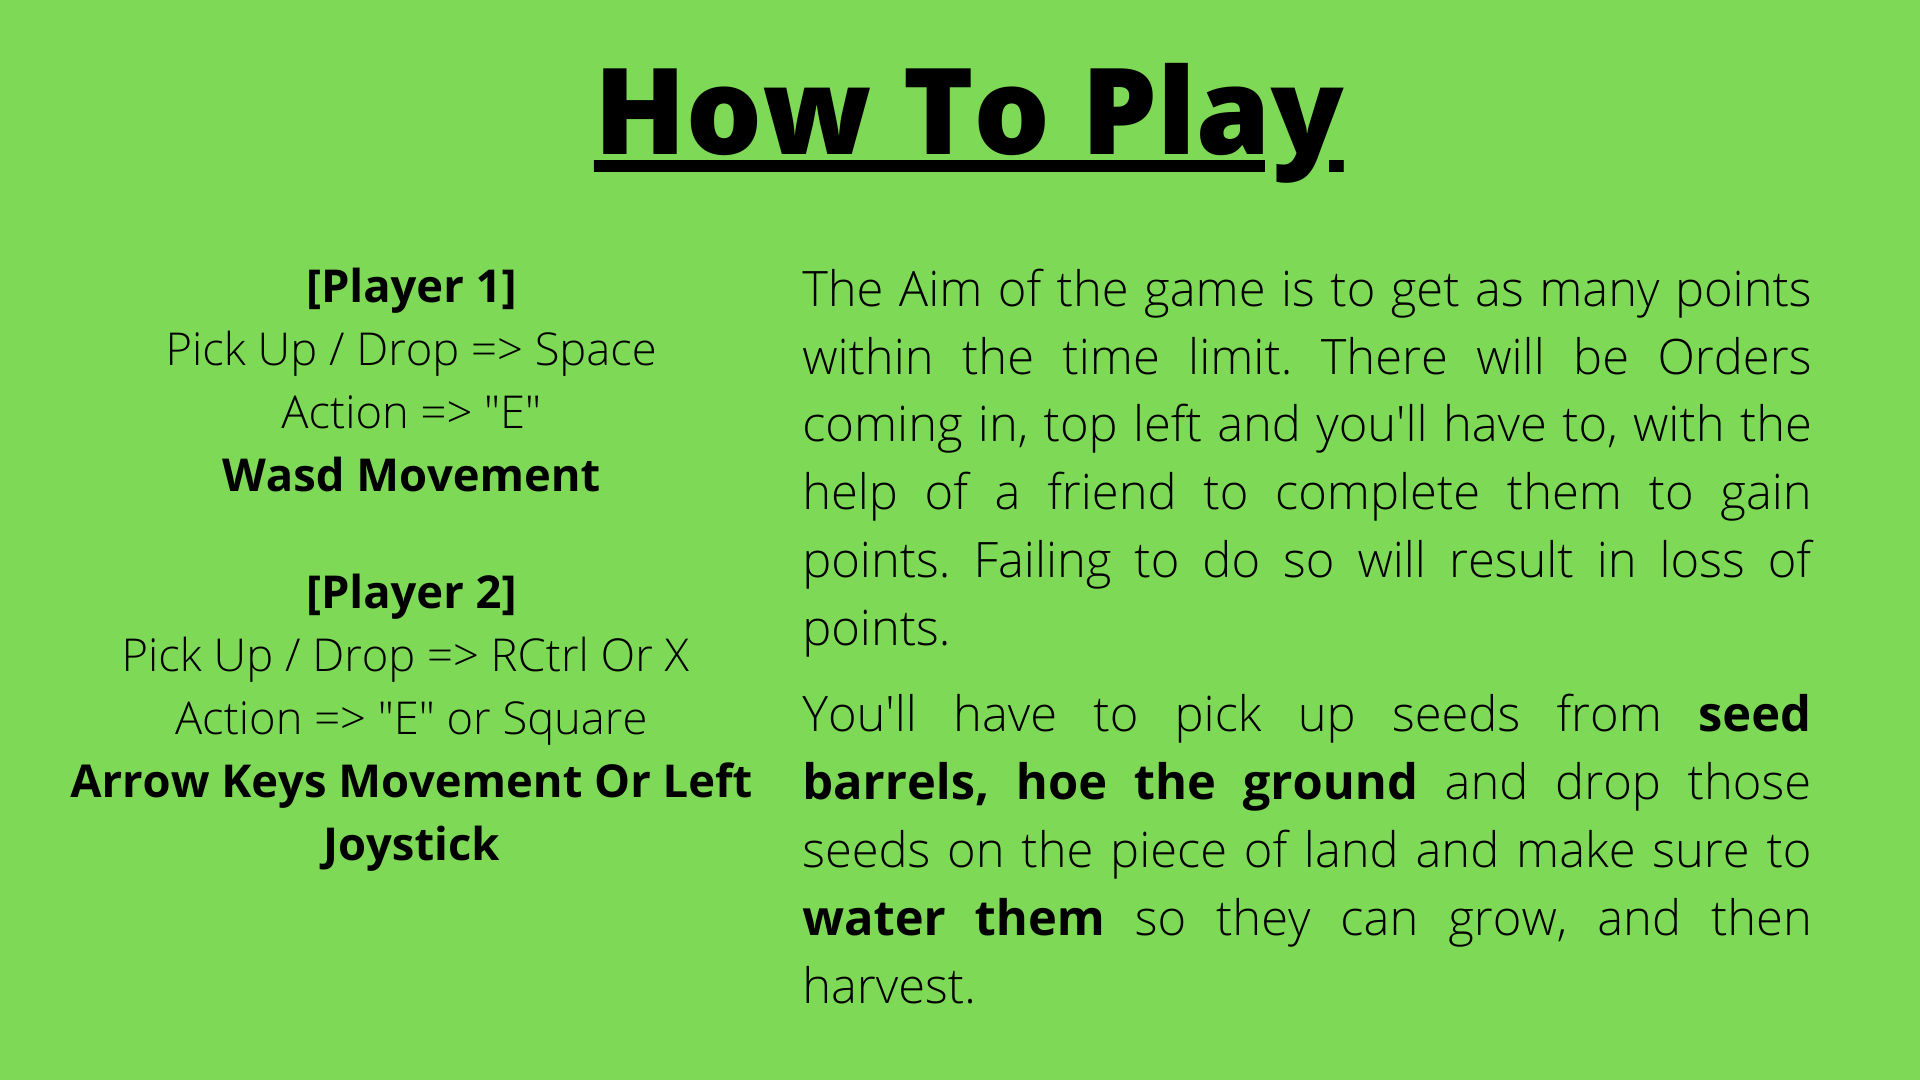 How To Play
[Player 1]
Pick Up / Drop => Space
Action => "E"
Wasd Movement
[Player 2]
Pick Up / Drop => RCtrl Or X
Action => "E" or Square
Arrow Keys Movement Or Left
Joystick
The Aim of the game is to get as many points
within the time limit. There will be Orders
coming in, top left and you'll have to, with the
help of a friend to complete them to gain
points. Failing to do so will result in loss of
points.
You'll have to pick up seeds from seed
barrels, hoe the ground and drop those
seeds on the piece of land and make sure to
water them so they can grow, and then
harvest.